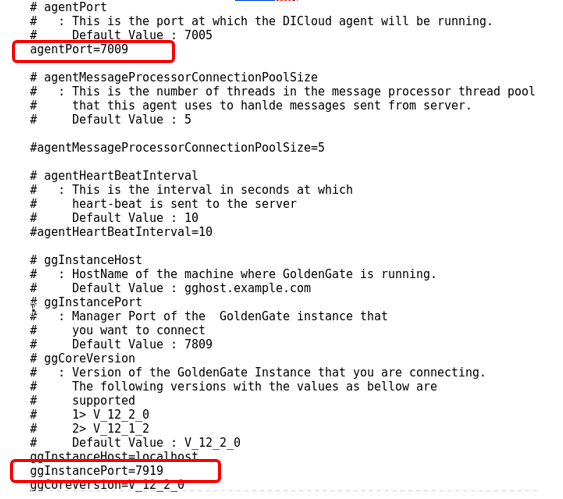 # agentPort
#   : This is the port at which the DICloud agent will be running.
#     Default Value : 7005
agentPort=7009
# agentMessageProcessorConnectionPoolSize
#   : This is the number of threads in the message processor thread pool
#     that this agent uses to hanlde messages sent from server.
#     Default Value : 5
#agentMessageProcessorConnectionPoolSize=5
# agentHeartBeatInterval
#   : This is the interval in seconds at which
#     heart-beat is sent to the server
#     Default Value : 10
#agentHeartBeatInterval=10
# ggInstanceHost
#   : HostName of the machine where GoldenGate is running.
#     Default Value : gghost.example.com
# ggInstancePort
#   : Manager Port of the  GoldenGate instance that
#     you want to connect
#     Default Value : 7809
# ggCoreVersion
#   : Version of the GoldenGate Instance that you are connecting.
#     The following versions with the values as bellow are
#     supported
#     1> V_12_2_0
#     2> V_12_1_2
#     Default Value : V_12_2_0
ggInstanceHost=localhost
ggInstancePort=7919
ggCoreVersion=V_12_2_0